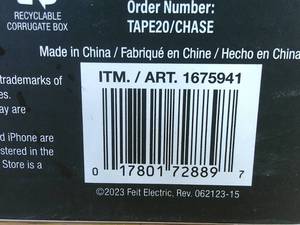 RECYCLABLE
CORRUGATE BOX
Order Number:
TAPE20/CHASE
Made in China / Fabriqué en Chine / Hecho en China
trademarks of
es.
ay are
d iPhone are
stered in the
Store is a
ITM. / ART. 1675941
0 17801 72889 7
©2023 Feit Electric, Rev. 062123-15